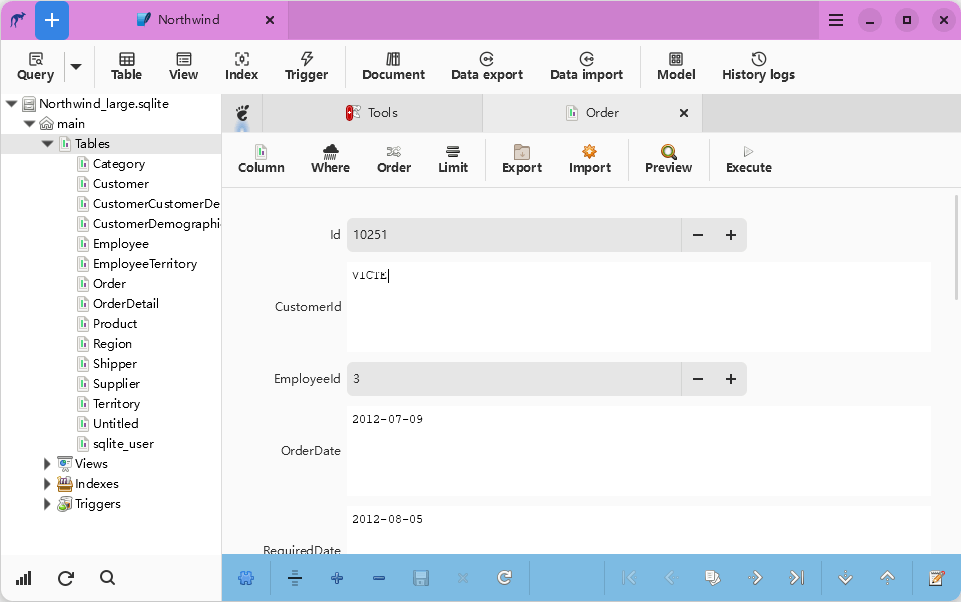 Northwind
Query Table View Index Trigger Document Data export Data import Model History logs
Northwind_large.sqlite
main
Tables
Category
Customer
CustomerCustomerDe
CustomerDemographi
Employee
EmployeeTerritory
Order
OrderDetail
Product
Region
Shipper
Supplier
Territory
Untitled
sqlite_user
Views
Indexes
Triggers
Tools Order
Column Where Order Limit Export Import Preview Execute
Id 10251
CustomerId VICTE
EmployeeId 3
OrderDate 2012-07-09
RequiredDate 2012-08-05